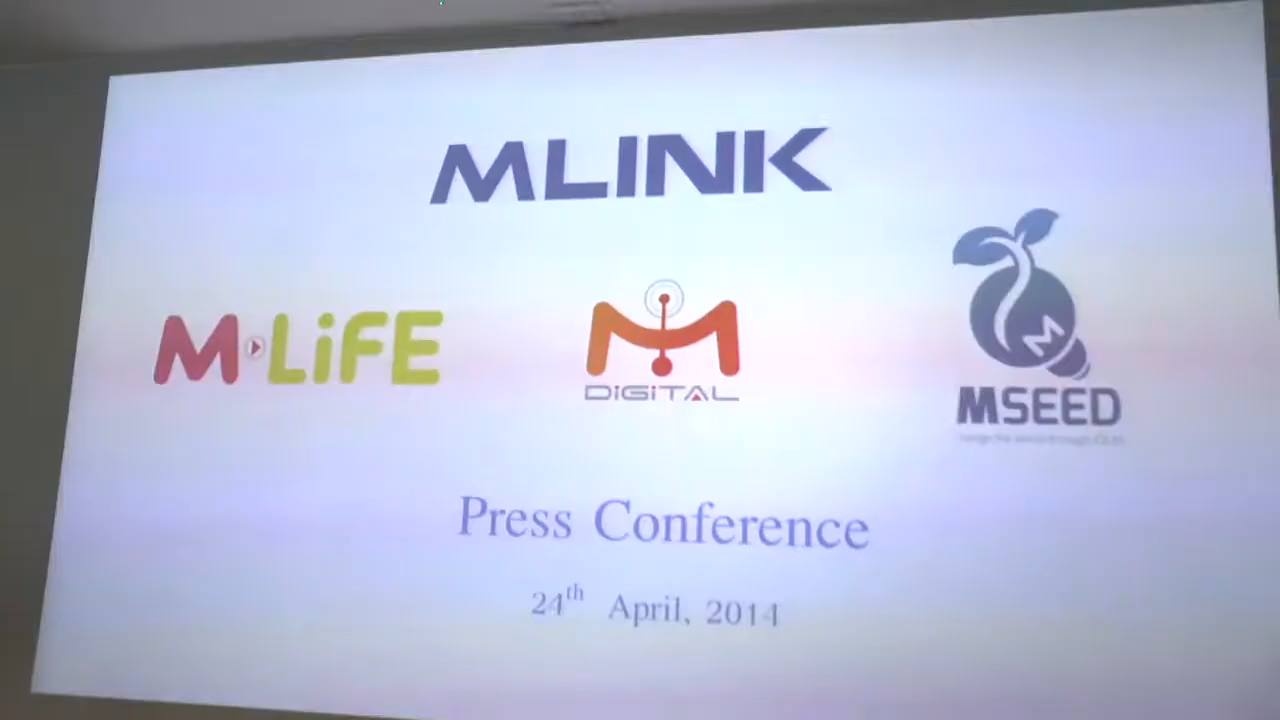 MLINK
M LiFE
M
DiGiTAL
M
MSEED
Press Conference
24th April, 2014